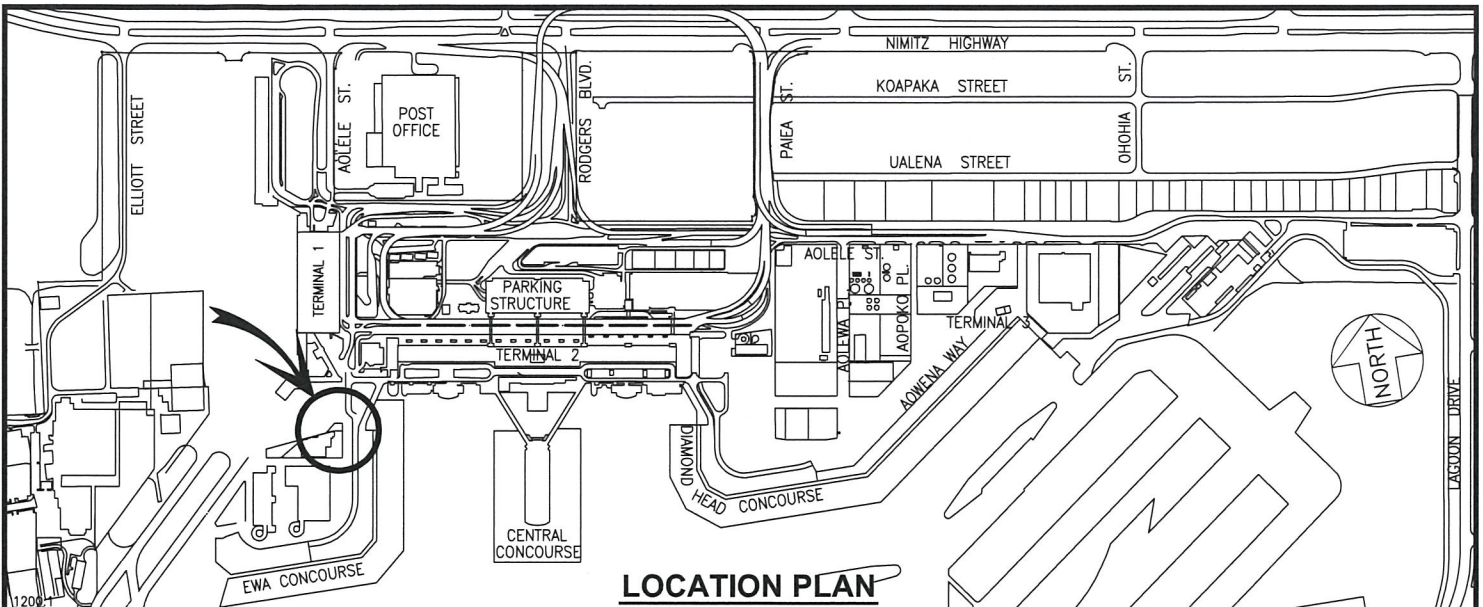 NIMITZ HIGHWAY
KOAPAKA STREET
UALENA STREET
ELLIOTT STREET
AOLELE ST.
POST
OFFICE
RODGERS BLVD.
PAIEA ST.
OHOHIA ST.
TERMINAL 1
PARKING
STRUCTURE
TERMINAL 2
AOLELE ST.
AOPOKO PL.
TERMINAL 3
AOWENA WAY
NORTH
LAGOON DRIVE
DIAMOND
HEAD CONCOURSE
CENTRAL
CONCOURSE
EWA CONCOURSE
LOCATION PLAN